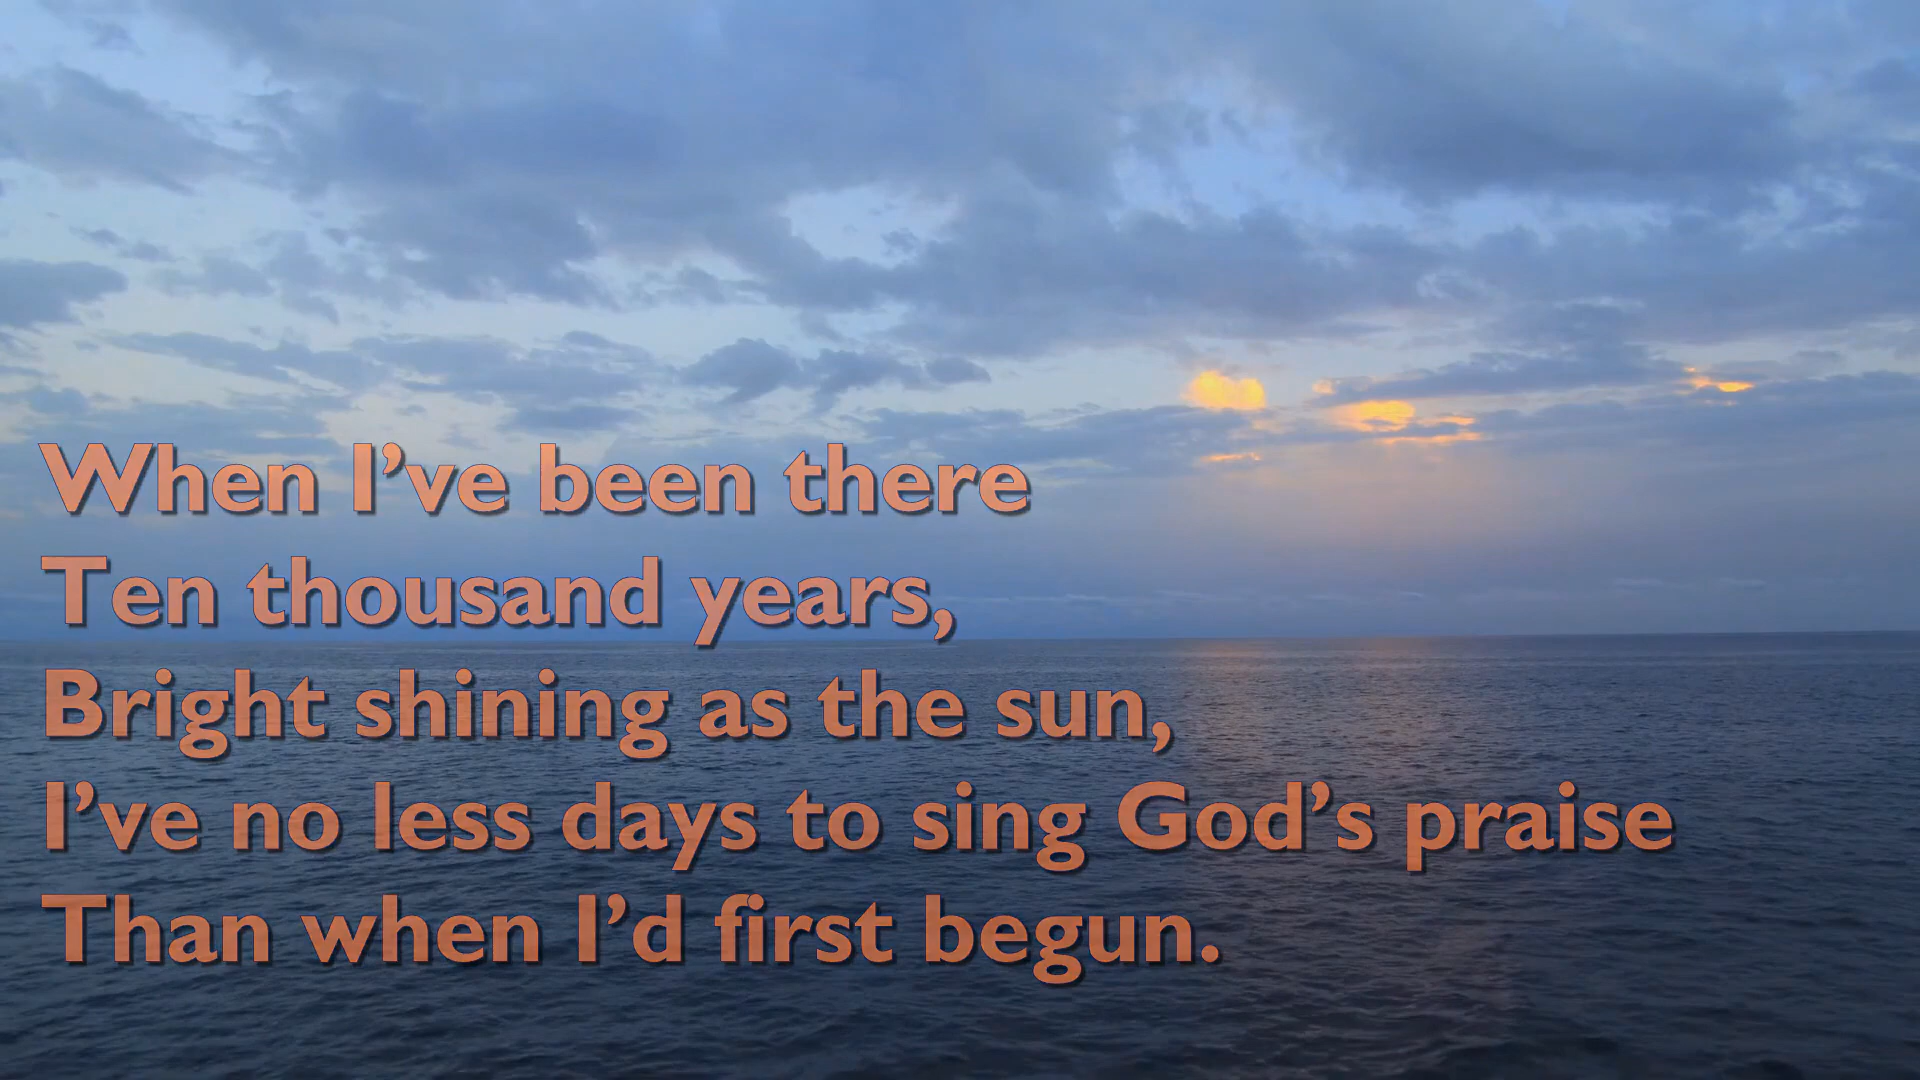 When I’ve been there
Ten thousand years,
Bright shining as the sun,
I’ve no less days to sing God’s praise
Than when I’d first begun.